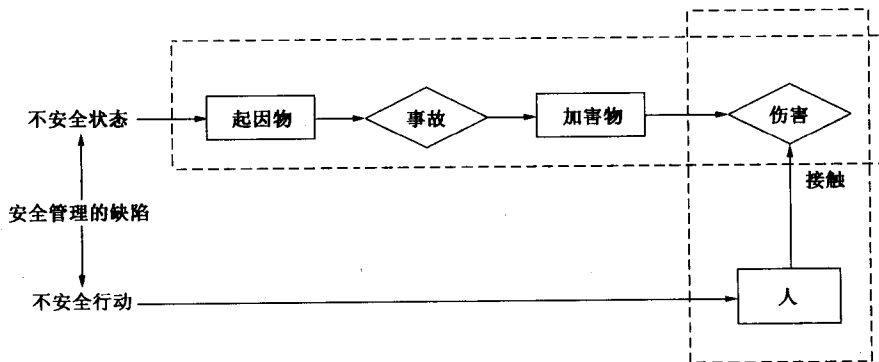 不安全状态
起因物
事故
加害物
伤害
接触
安全管理的缺陷
不安全行动
人